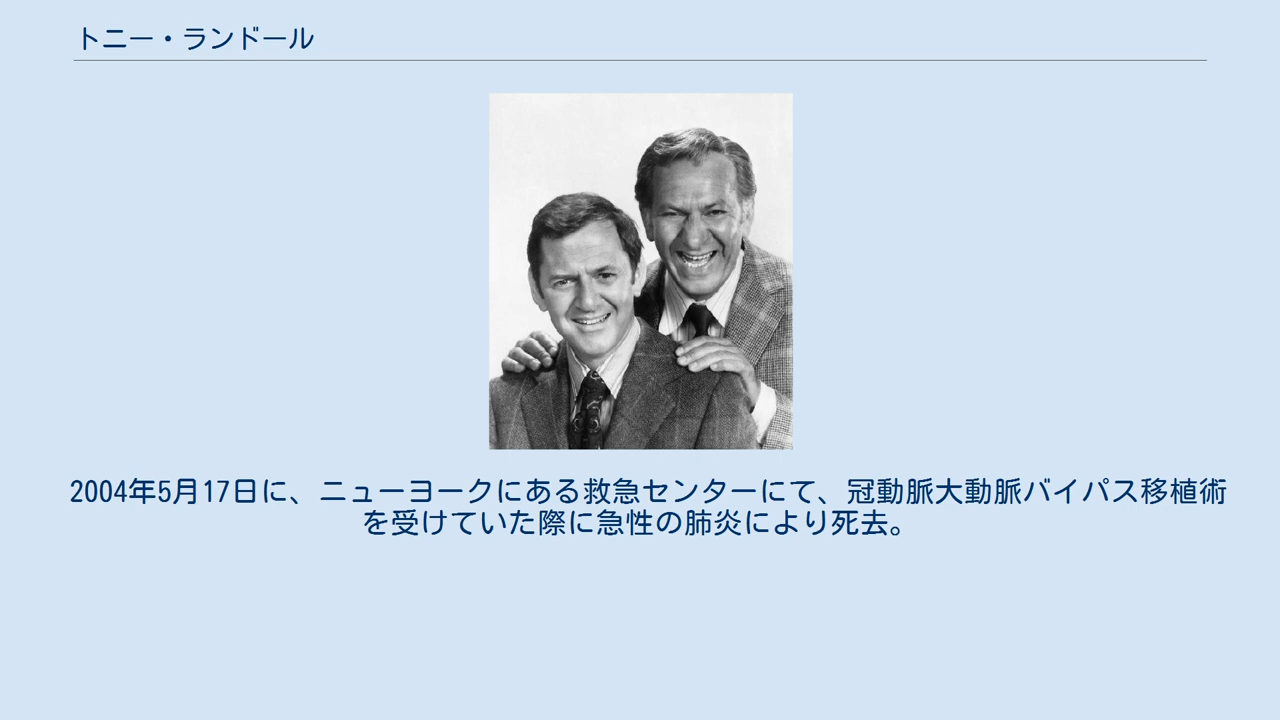 トニー・ランドール
2004年5月17日に、ニューヨークにある救急センターにて、冠動脈大動脈バイパス移植術
を受けていた際に急性の肺炎により死去。